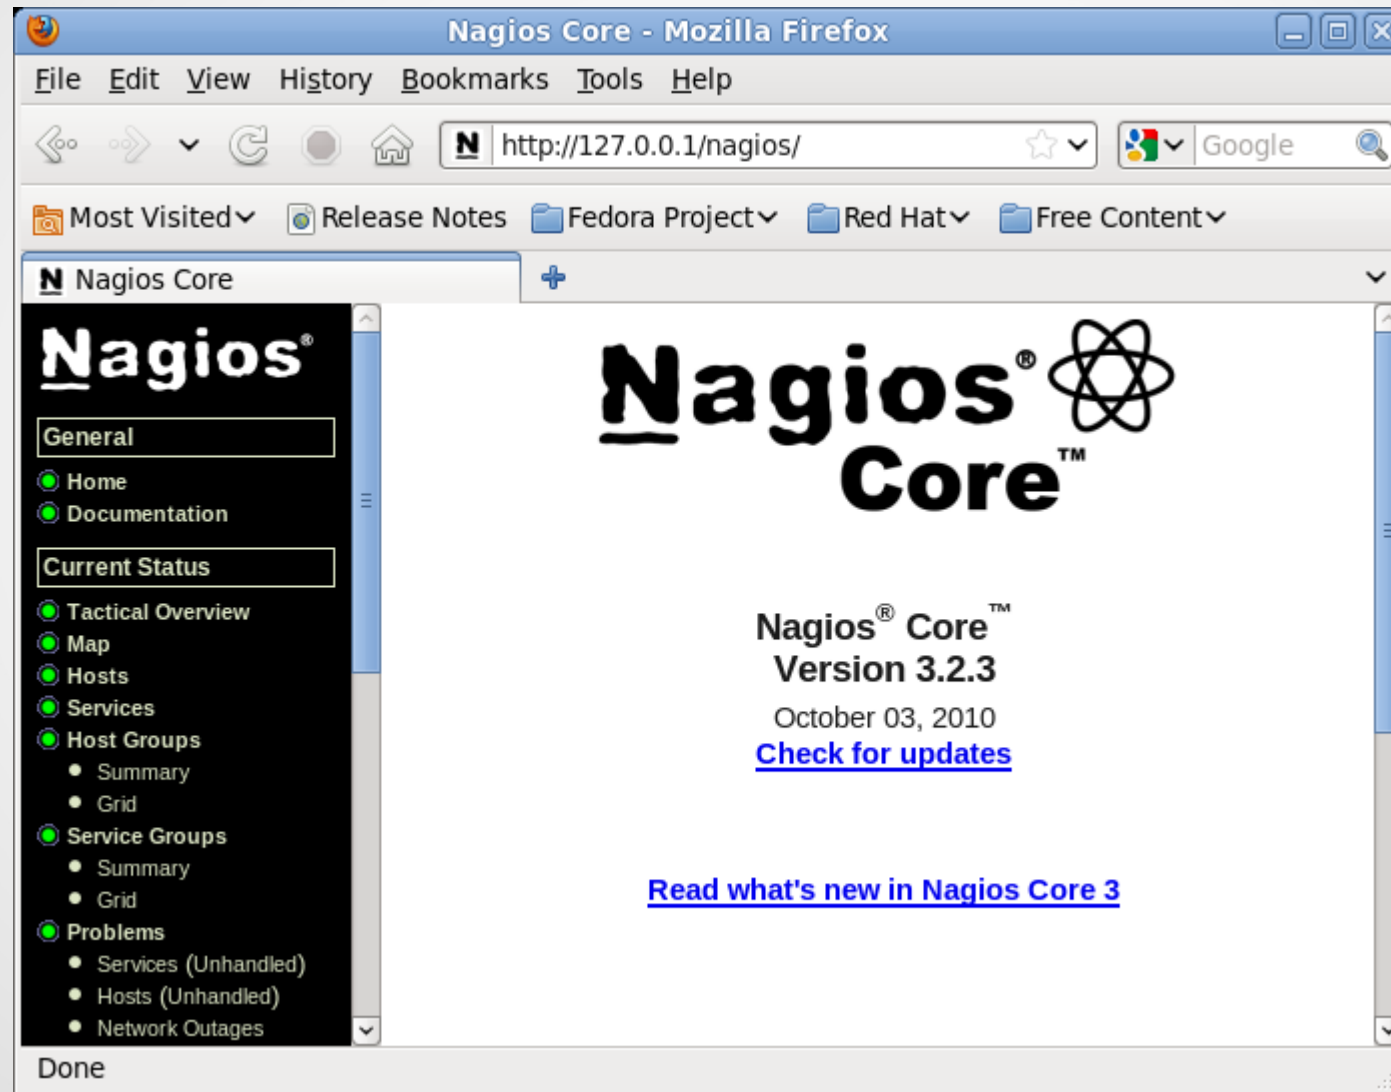 Nagios Core - Mozilla Firefox
File Edit View History Bookmarks Tools Help
N http://127.0.0.1/nagios/ Google
Most Visited Release Notes Fedora Project Red Hat Free Content
N Nagios Core
Nagios®
General
Home
Documentation
Current Status
Tactical Overview
Map
Hosts
Services
Host Groups
Summary
Grid
Service Groups
Summary
Grid
Problems
Services (Unhandled)
Hosts (Unhandled)
Network Outages
Nagios®
Core™
Nagios® Core™
Version 3.2.3
October 03, 2010
Check for updates
Read what's new in Nagios Core 3
Done